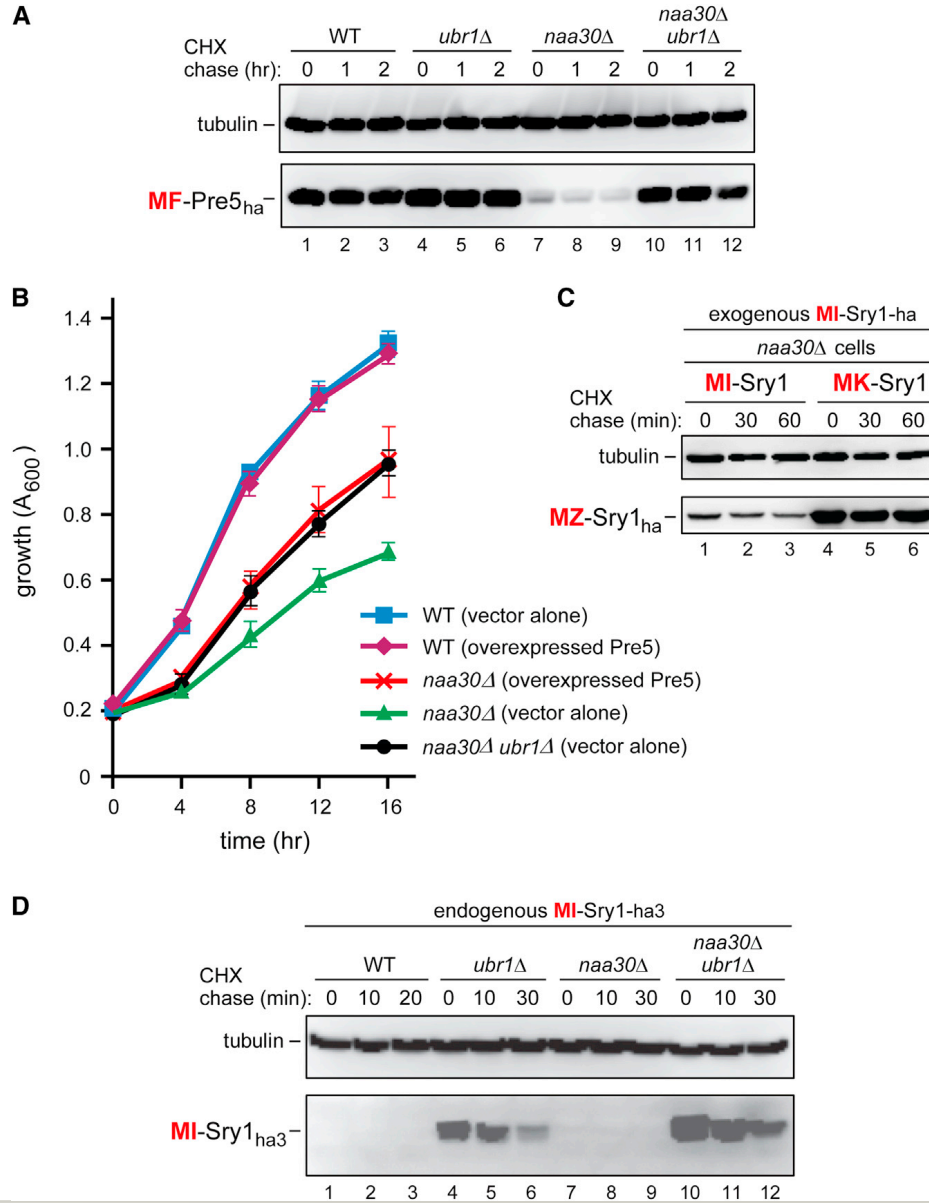 A
WT ubr1Δ naa30Δ naa30Δ ubr1Δ
CHX
chase (hr): 0 1 2 0 1 2 0 1 2 0 1 2
tubulin –
MF-Pre5ha–
1 2 3 4 5 6 7 8 9 10 11 12
B
growth (A600)
1.4
1.2
1.0
0.8
0.6
0.4
0.2
0
0 4 8 12 16
time (hr)
WT (vector alone)
WT (overexpressed Pre5)
naa30Δ (overexpressed Pre5)
naa30Δ (vector alone)
naa30Δ ubr1Δ (vector alone)
C
exogenous MI-Sry1-ha
naa30Δ cells
MI-Sry1 MK-Sry1
CHX
chase (min): 0 30 60 0 30 60
tubulin –
MZ-Sry1ha–
1 2 3 4 5 6
D
endogenous MI-Sry1-ha3
WT ubr1Δ naa30Δ naa30Δ ubr1Δ
CHX
chase (min): 0 10 20 0 10 30 0 10 30 0 10 30
tubulin –
MI-Sry1ha3–
1 2 3 4 5 6 7 8 9 10 11 12